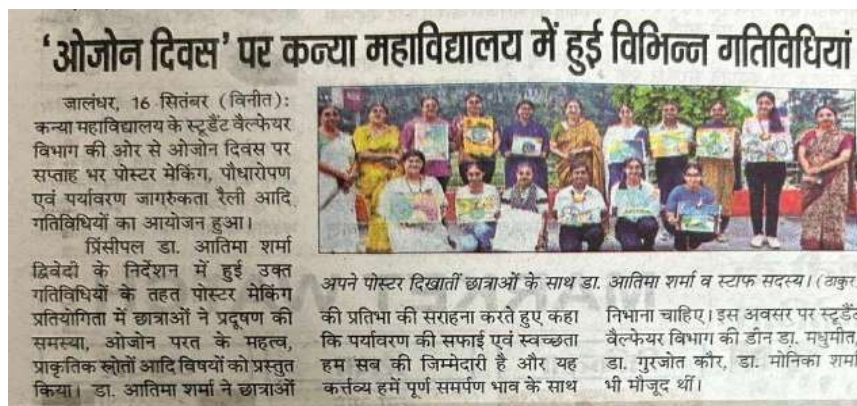 ‘ओजोन दिवस’ पर कन्या महाविद्यालय में हुई विभिन्न गतिविधियां
जालंधर, 16 सितंबर (विनीत):
कन्या महाविद्यालय के स्टूडैंट वैल्फेयर
विभाग की ओर से ओजोन दिवस पर
सप्ताह भर पोस्टर मेकिंग, पौधारोपण
एवं पर्यावरण जागरुकता रैली आदि
गतिविधियों का आयोजन हुआ।
प्रिंसीपल डा. आतिमा शर्मा
द्विवेदी के निर्देशन में हुई उक्त
गतिविधियों के तहत पोस्टर मेकिंग
प्रतियोगिता में छात्राओं ने प्रदूषण की
समस्या, ओजोन परत के महत्व,
प्राकृतिक स्रोतों आदि विषयों को प्रस्तुत
किया। डा. आतिमा शर्मा ने छात्राओं
अपने पोस्टर दिखातीं छात्राओं के साथ डा. आतिमा शर्मा व स्टाफ सदस्य। (ठाकुर
की प्रतिभा की सराहना करते हुए कहा
कि पर्यावरण की सफाई एवं स्वच्छता
हम सब की जिम्मेदारी है और यह
कर्त्तव्य हमें पूर्ण समर्पण भाव के साथ
निभाना चाहिए। इस अवसर पर स्टूडैंट
वैल्फेयर विभाग की डीन डा. मधुमीत,
डा. गुरजोत कौर, डा. मोनिका शर्मा
भी मौजूद थीं।